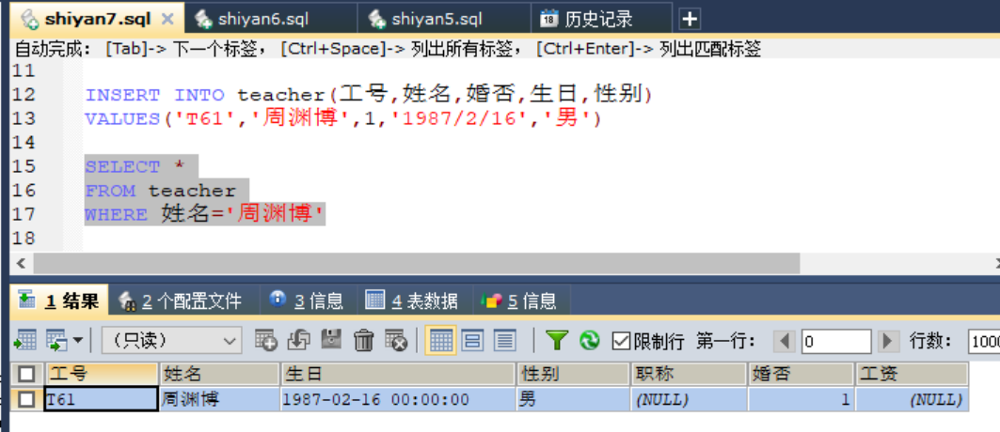 shiyan7.sql × shiyan6.sql shiyan5.sql 历史记录
自动完成： [Tab]-> 下一个标签， [Ctrl+Space]-> 列出所有标签， [Ctrl+Enter]-> 列出匹配标签
11
12 INSERT INTO teacher(工号,姓名,婚否,生日,性别)
13 VALUES('T61','周渊博',1,'1987/2/16','男')
14
15 SELECT *
16 FROM teacher
17 WHERE 姓名='周渊博'
18
1 结果 2 个配置文件 3 信息 4 表数据 5 信息
（只读） 限制行 第一行： 0 行数： 1000
工号 姓名 生日 性别 职称 婚否 工资
T61 周渊博 1987-02-16 00:00:00 男 (NULL) 1 (NULL)